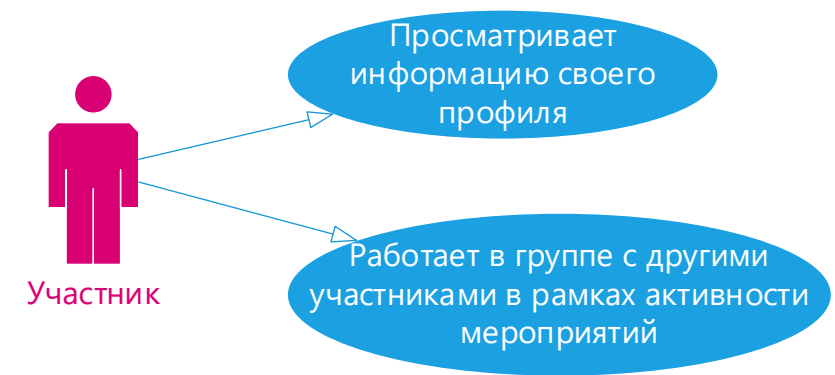 Просматривает
информацию своего
профиля
Участник
Работает в группе с другими
участниками в рамках активности
мероприятий